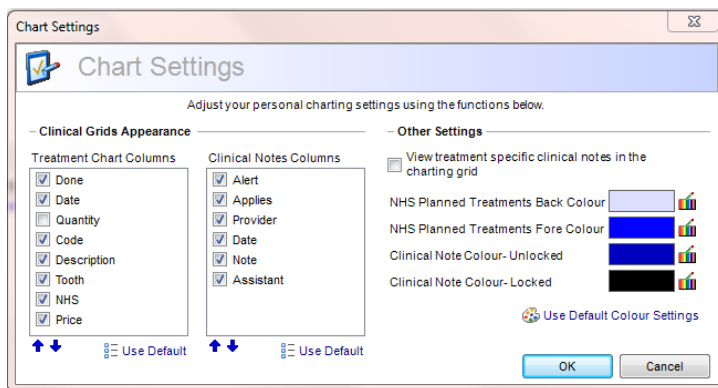 Chart Settings
Chart Settings
Adjust your personal charting settings using the functions below.
Clinical Grids Appearance
Treatment Chart Columns
Done
Date
Quantity
Code
Description
Tooth
NHS
Price
Use Default
Clinical Notes Columns
Alert
Applies
Provider
Date
Note
Assistant
Use Default
Other Settings
View treatment specific clinical notes in the
charting grid
NHS Planned Treatments Back Colour
NHS Planned Treatments Fore Colour
Clinical Note Colour- Unlocked
Clinical Note Colour- Locked
Use Default Colour Settings
OK
Cancel